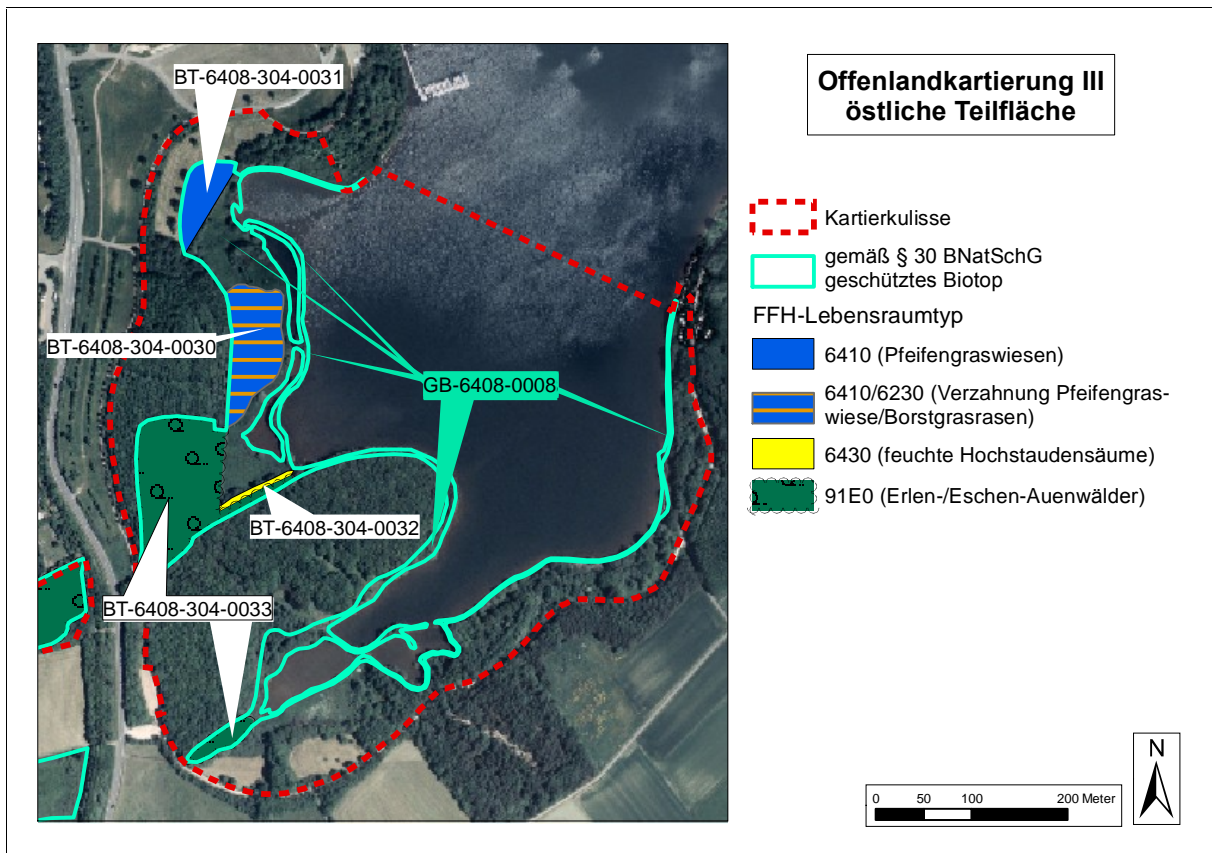 Offenlandkartierung III
östliche Teilfläche
BT-6408-304-0031
BT-6408-304-0030
GB-6408-0008
BT-6408-304-0032
BT-6408-304-0033
Kartierkulisse
gemäß § 30 BNatSchG
geschütztes Biotop
FFH-Lebensraumtyp
6410 (Pfeifengraswiesen)
6410/6230 (Verzahnung Pfeifengras-
wiese/Borstgrasrasen)
6430 (feuchte Hochstaudensäume)
91E0 (Erlen-/Eschen-Auenwälder)
0 50 100 200 Meter
N